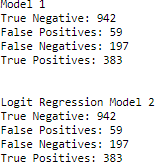 Model 1
True Negative: 942
False Positives: 59
False Negatives: 197
True Positives: 383

Logit Regression Model 2
True Negative: 942
False Positives: 59
False Negatives: 197
True Positives: 383